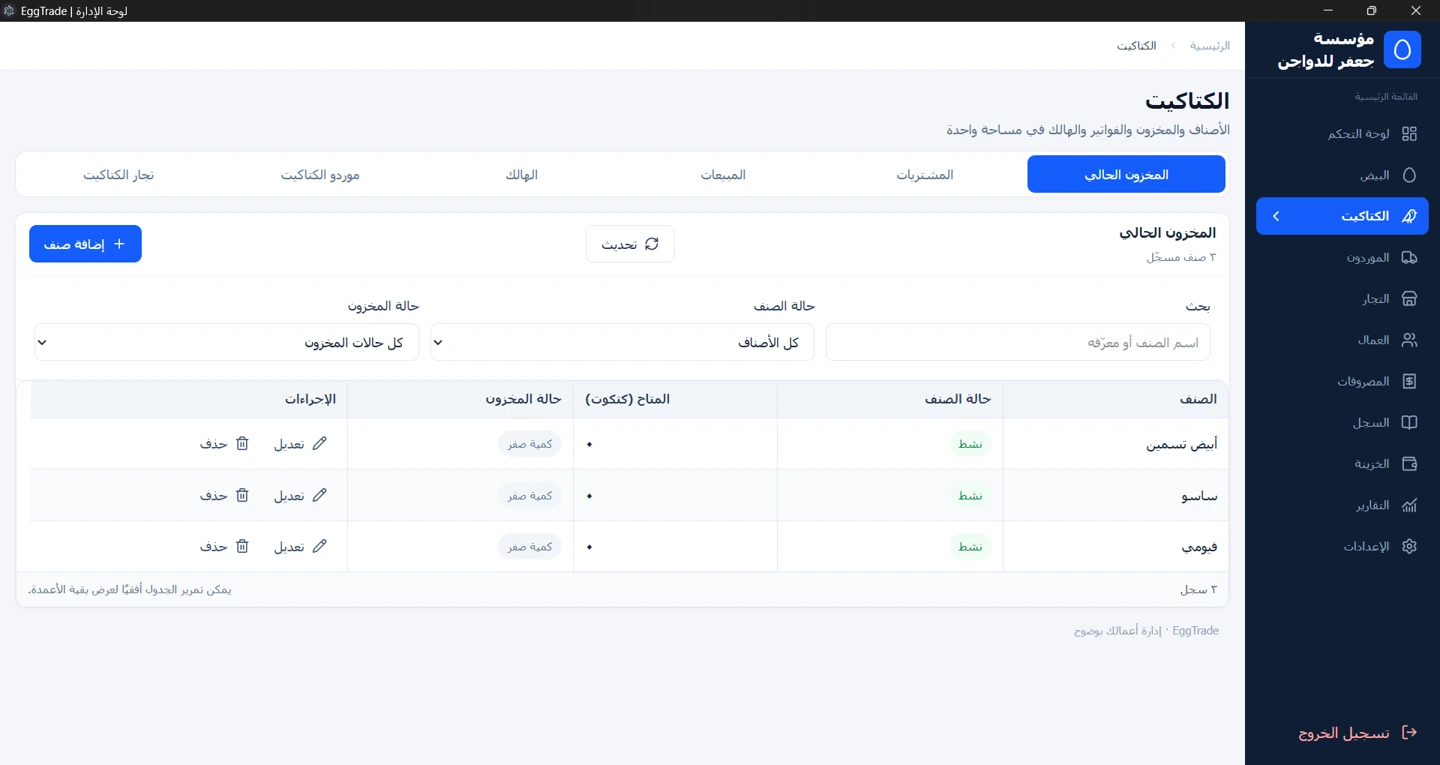 لوحة الإدارة | EggTrade
مؤسسة
جعفر للدواجن
القائمة الرئيسية
لوحة التحكم
البيض
الكتاكيت
الموردون
التجار
العمال
المصروفات
السجل
الخزينة
التقارير
الإعدادات
تسجيل الخروج
الرئيسية
الكتاكيت
الكتاكيت
الأصناف والمخزون والفواتير والهالك في مساحة واحدة
المخزون الحالي
المشتريات
المبيعات
الهالك
موردو الكتاكيت
تجار الكتاكيت
المخزون الحالي
٣ صنف مسجّل
تحديث
إضافة صنف
بحث
حالة الصنف
حالة المخزون
اسم الصنف أو معرّفه
كل الأصناف
كل حالات المخزون
الصنف حالة الصنف المتاح (كتكوت) حالة المخزون الإجراءات
أبيض تسمين نشط ٠ كمية صفر تعديل حذف
ساسو نشط ٠ كمية صفر تعديل حذف
فيومي نشط ٠ كمية صفر تعديل حذف
٣ سجل
يمكن تمرير الجدول أفقيًا لعرض بقية الأعمدة.
EggTrade · إدارة أعمالك بوضوح